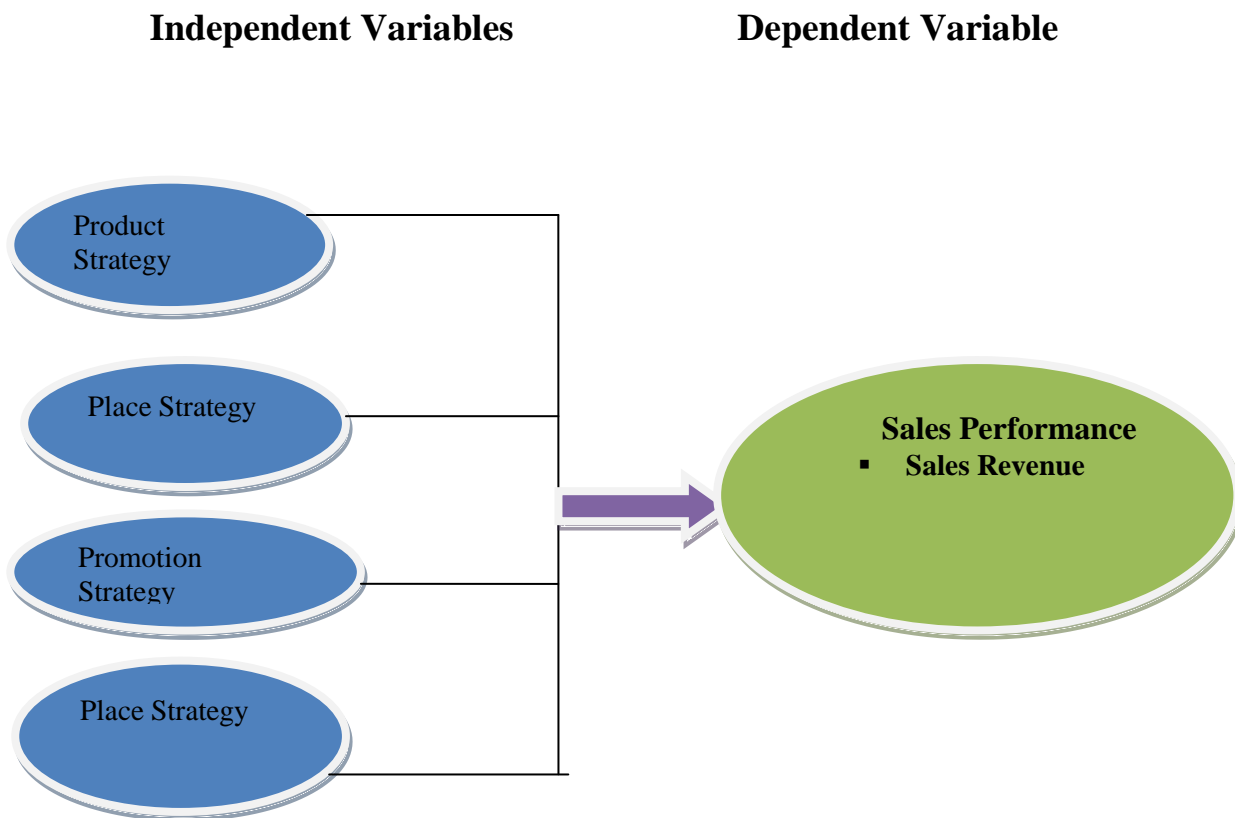 Independent Variables
Dependent Variable
Product
Strategy
Place Strategy
Promotion
Strategy
Place Strategy
Sales Performance
▪ Sales Revenue